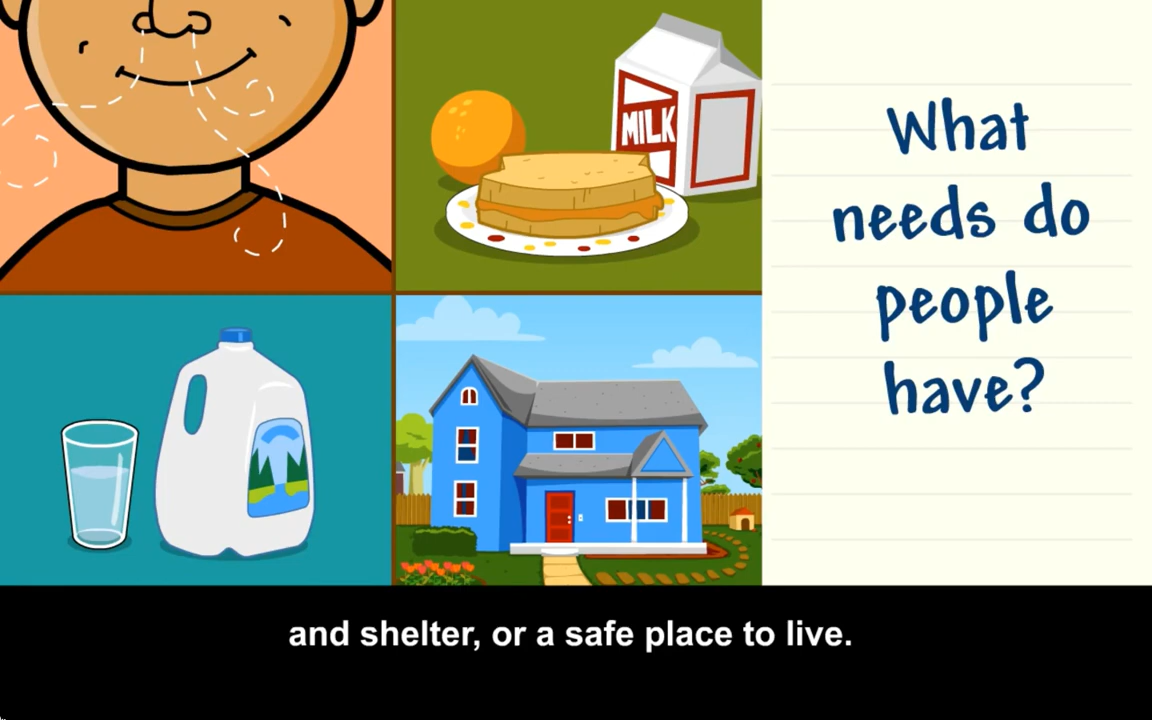 MILK
What
needs do
people
have?
and shelter, or a safe place to live.